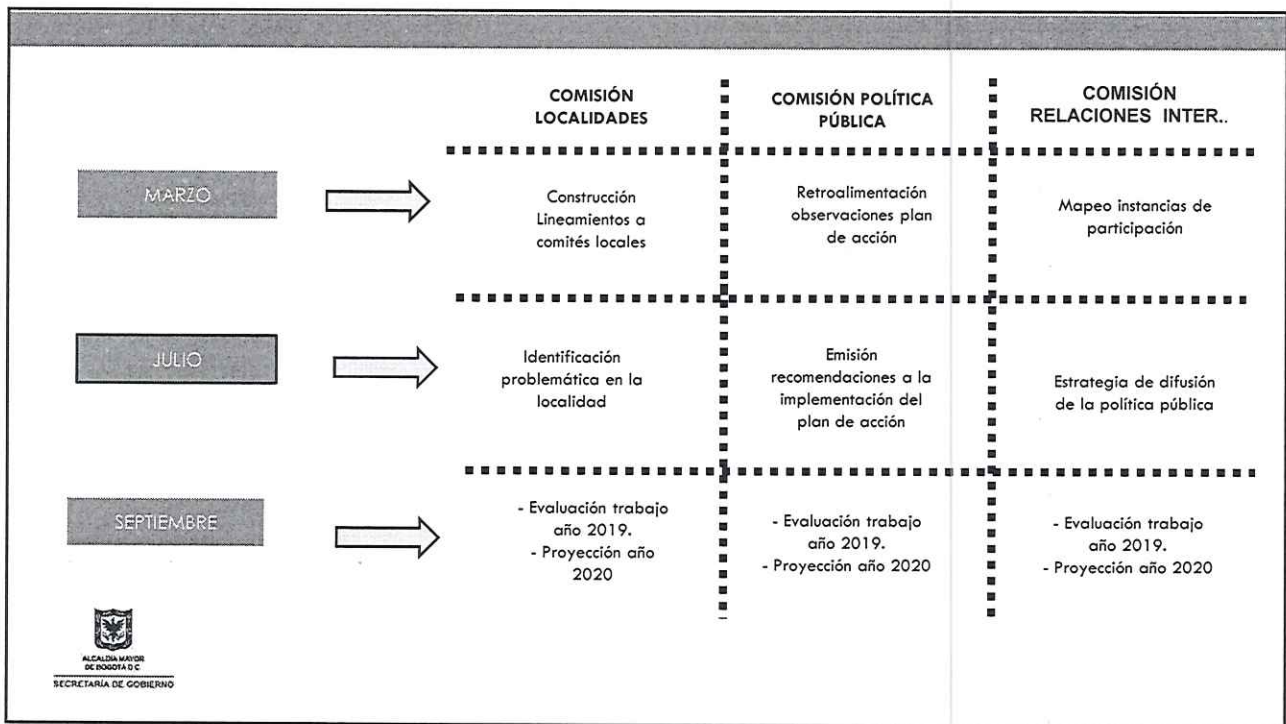 COMISIÓN
LOCALIDADES
COMISIÓN POLÍTICA
PÚBLICA
COMISIÓN
RELACIONES INTER..
MARZO
Construcción
Lineamientos a
comités locales
Retroalimentación
observaciones plan
de acción
Mapeo instancias de
participación
JULIO
Identificación
problemática en la
localidad
Emisión
recomendaciones a la
implementación del
plan de acción
Estrategia de difusión
de la política pública
SEPTIEMBRE
- Evaluación trabajo
año 2019.
- Proyección año
2020
- Evaluación trabajo
año 2019.
- Proyección año 2020
- Evaluación trabajo
año 2019.
- Proyección año 2020
ALCALDÍA MAYOR
DE BOGOTÁ D.C.
SECRETARÍA DE GOBIERNO